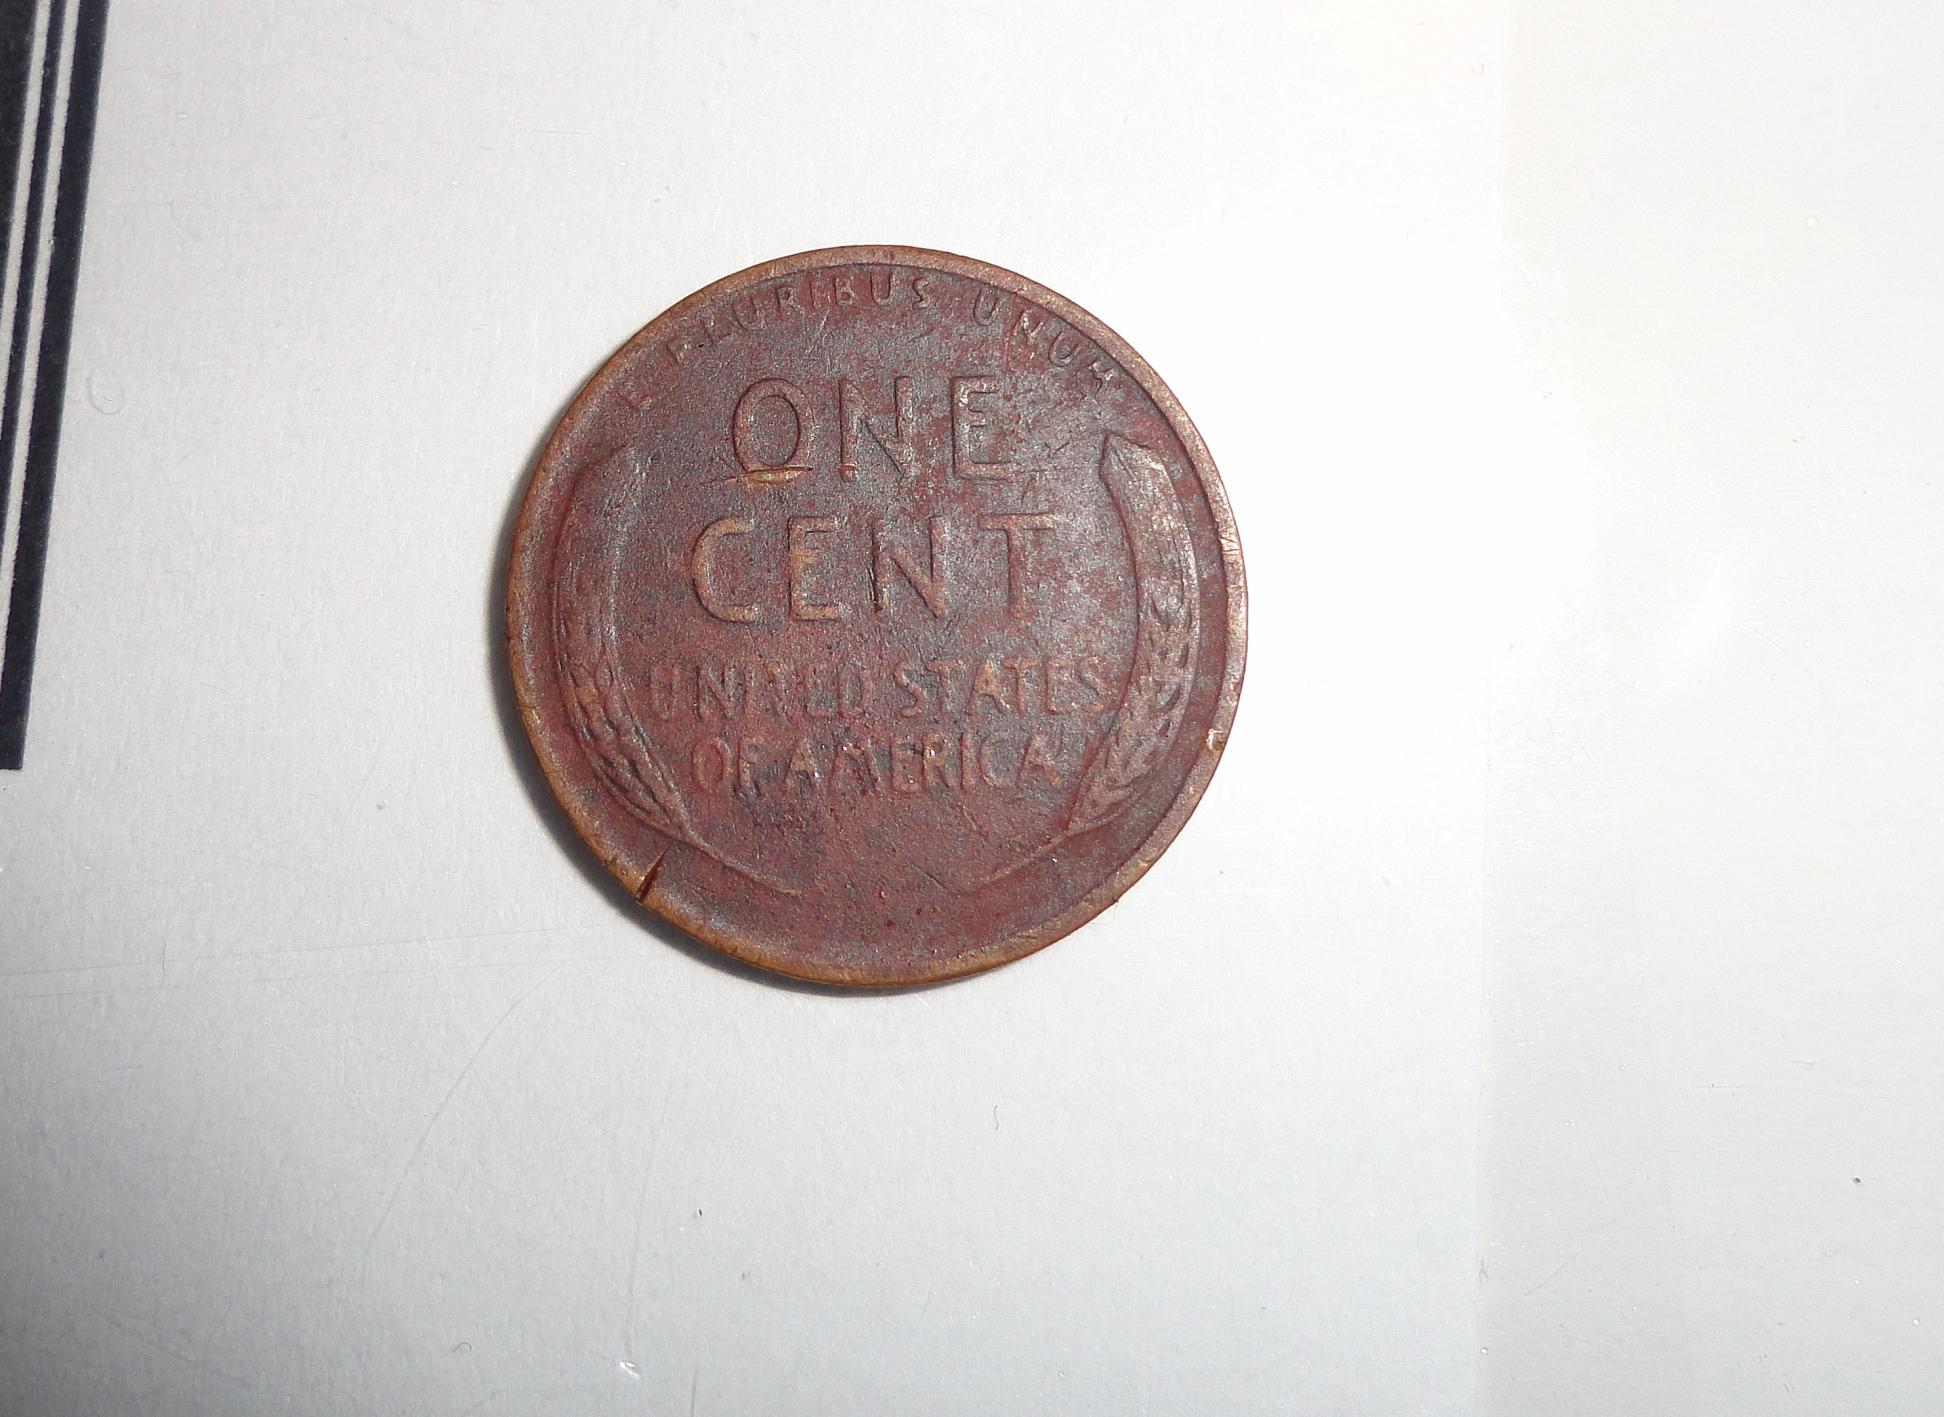 E PLURIBUS UNUM
ONE
CENT
UNITED STATES
OF AMERICA